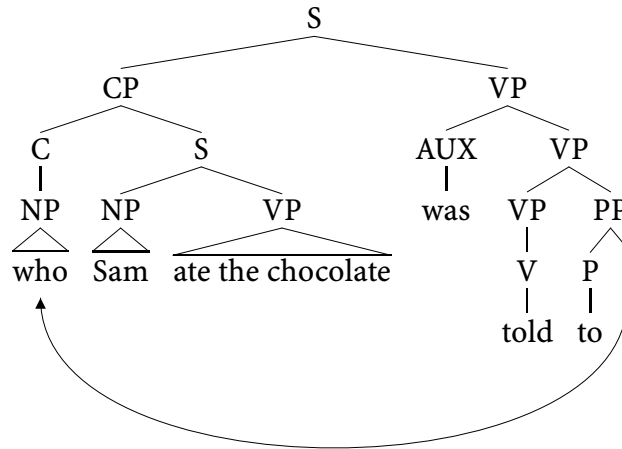 S
CP VP
C S AUX VP
NP NP VP was VP PP
who Sam ate the chocolate V P
told to